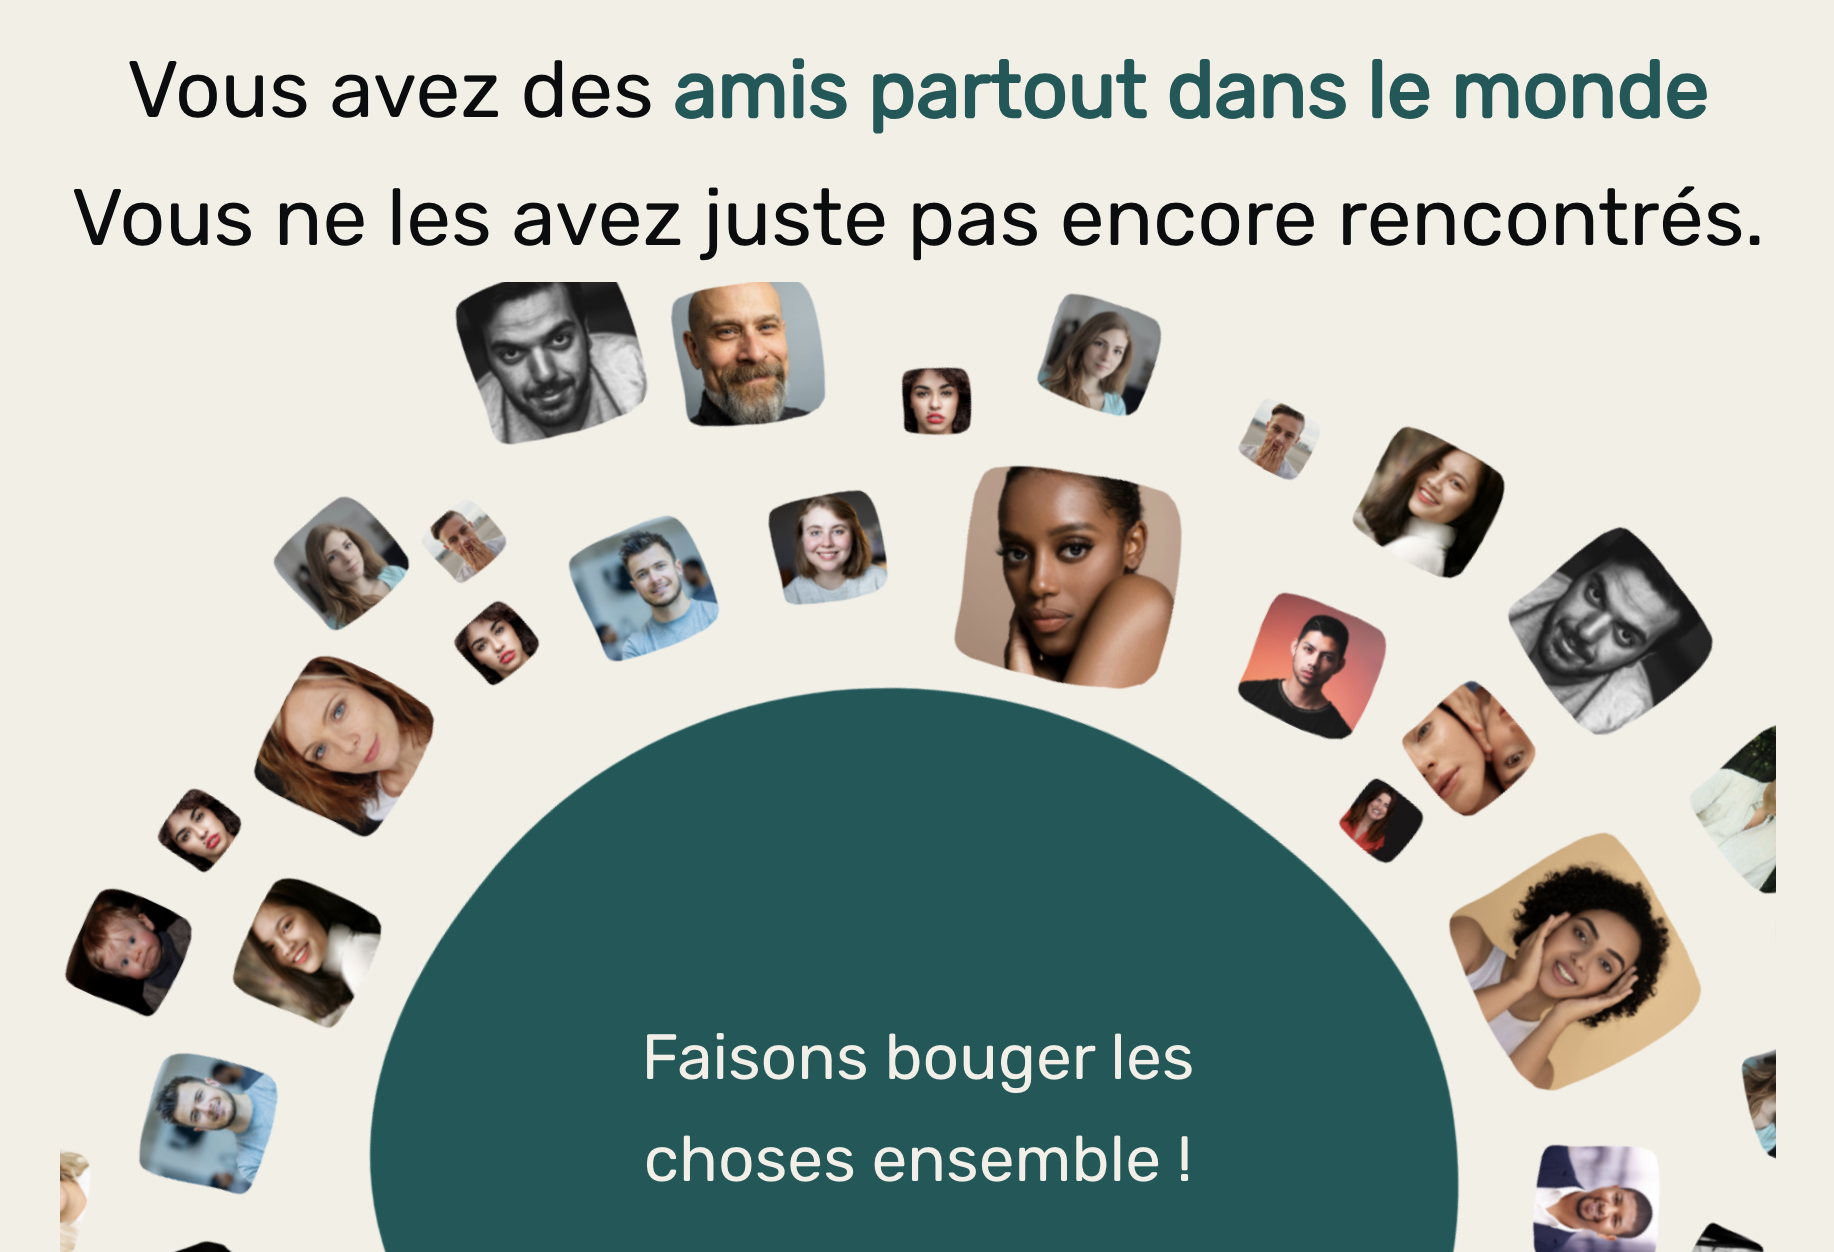 Vous avez des amis partout dans le monde
Vous ne les avez juste pas encore rencontrés.
Faisons bouger les
choses ensemble !